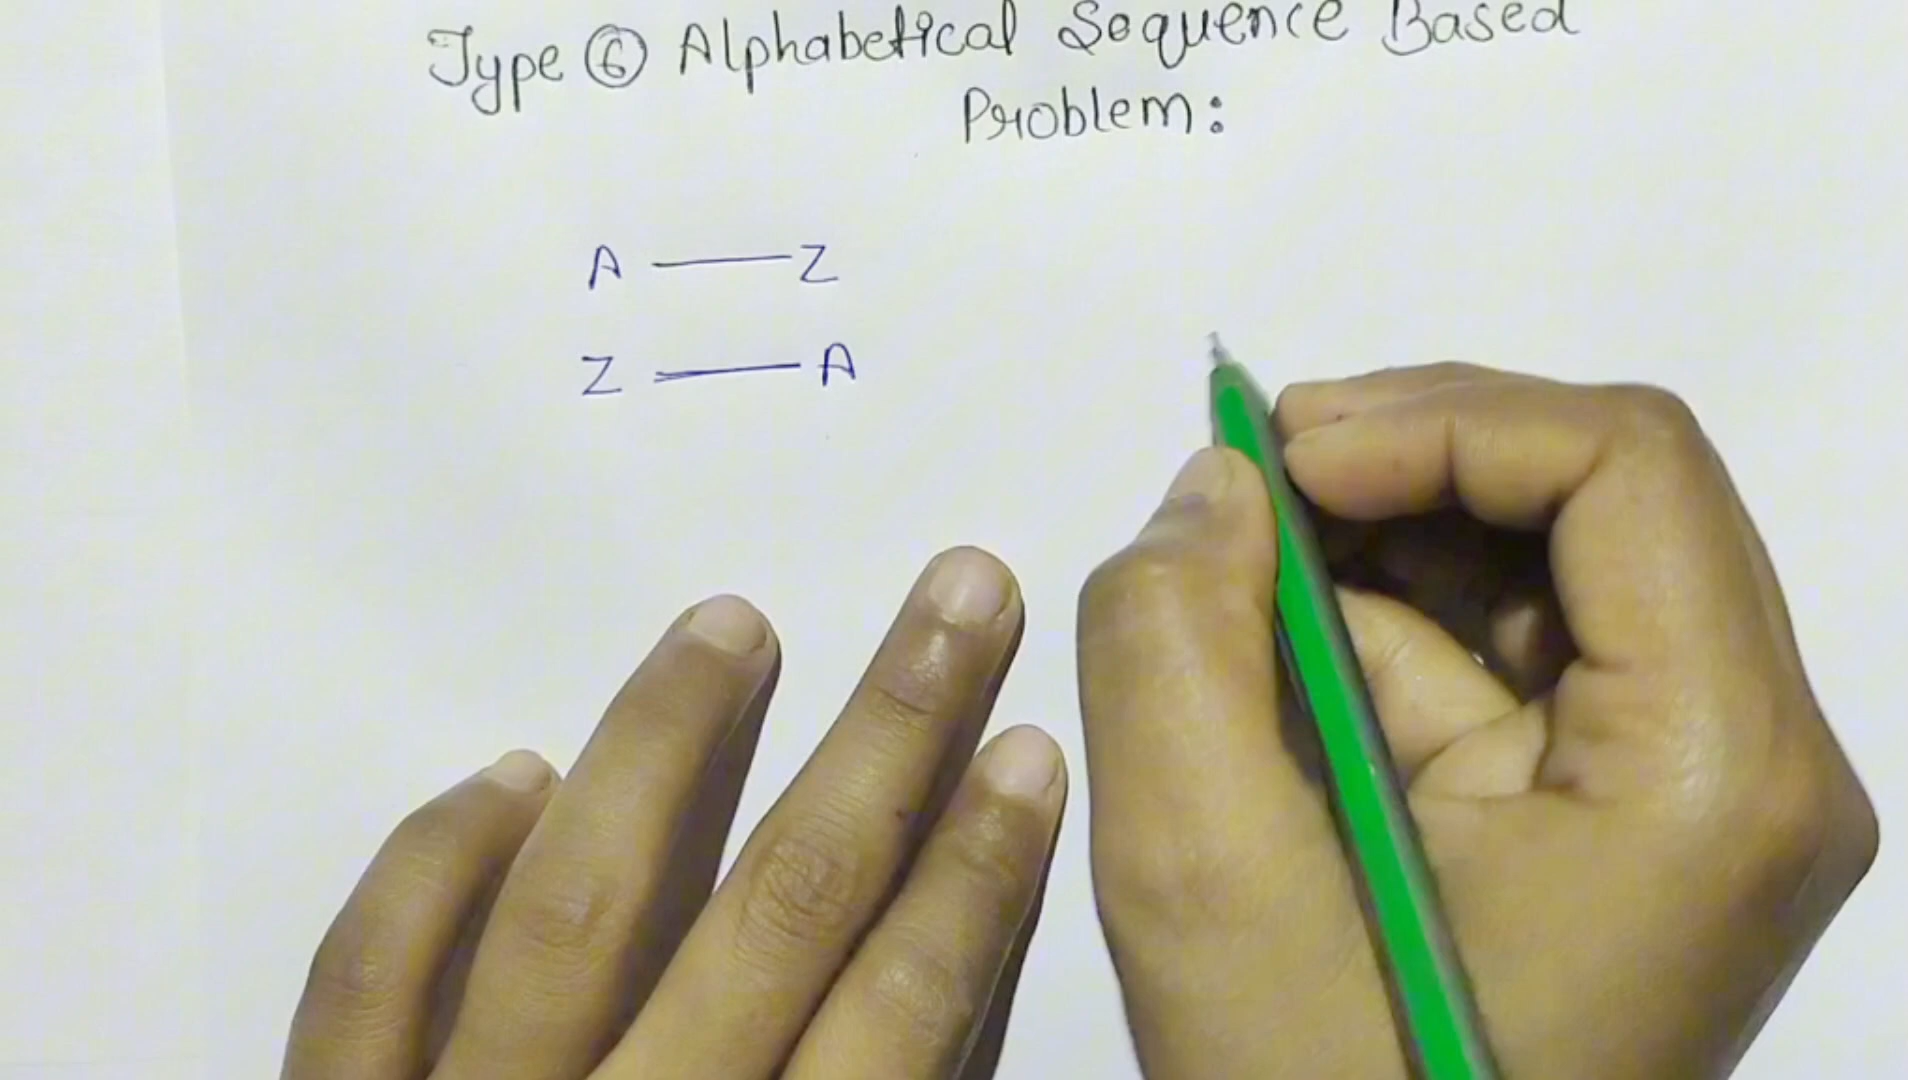 Type ⑥ Alphabetical Sequence Based
Problem:
A — Z
Z — A